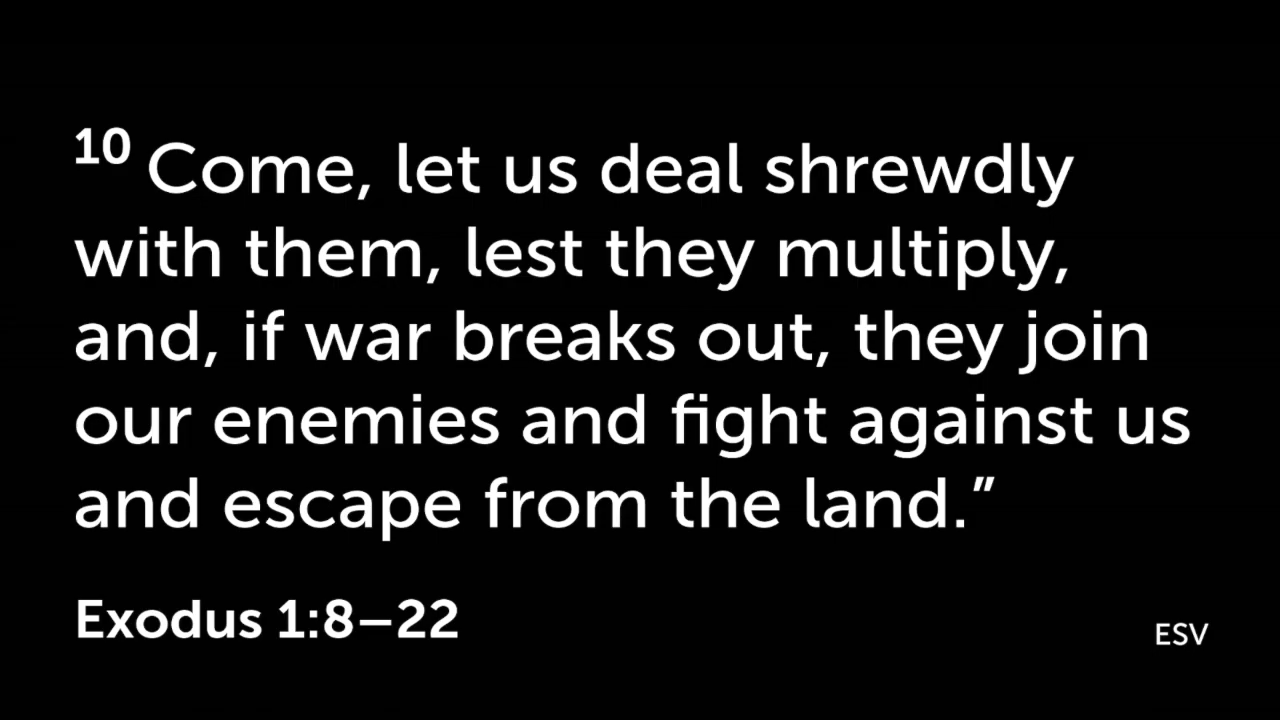 10 Come, let us deal shrewdly
with them, lest they multiply,
and, if war breaks out, they join
our enemies and fight against us
and escape from the land.”
Exodus 1:8–22
ESV